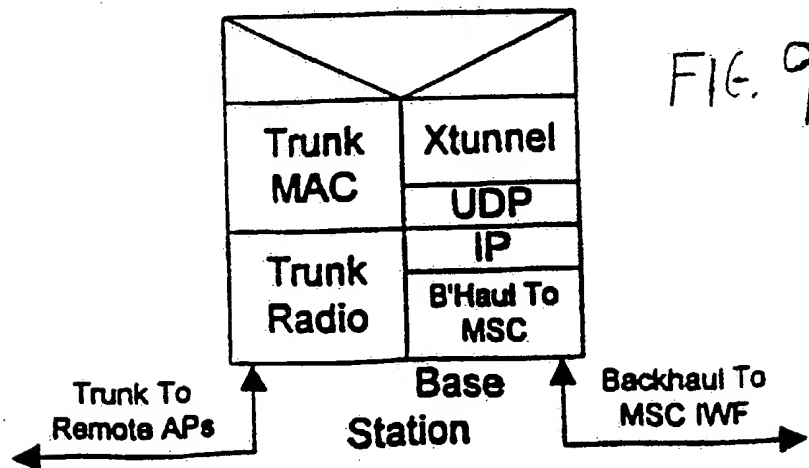 FIG. 9
Trunk
MAC
Xtunnel
UDP
IP
Trunk
Radio
B'Haul To
MSC
Trunk To
Remote APs
Base
Station
Backhaul To
MSC IWF